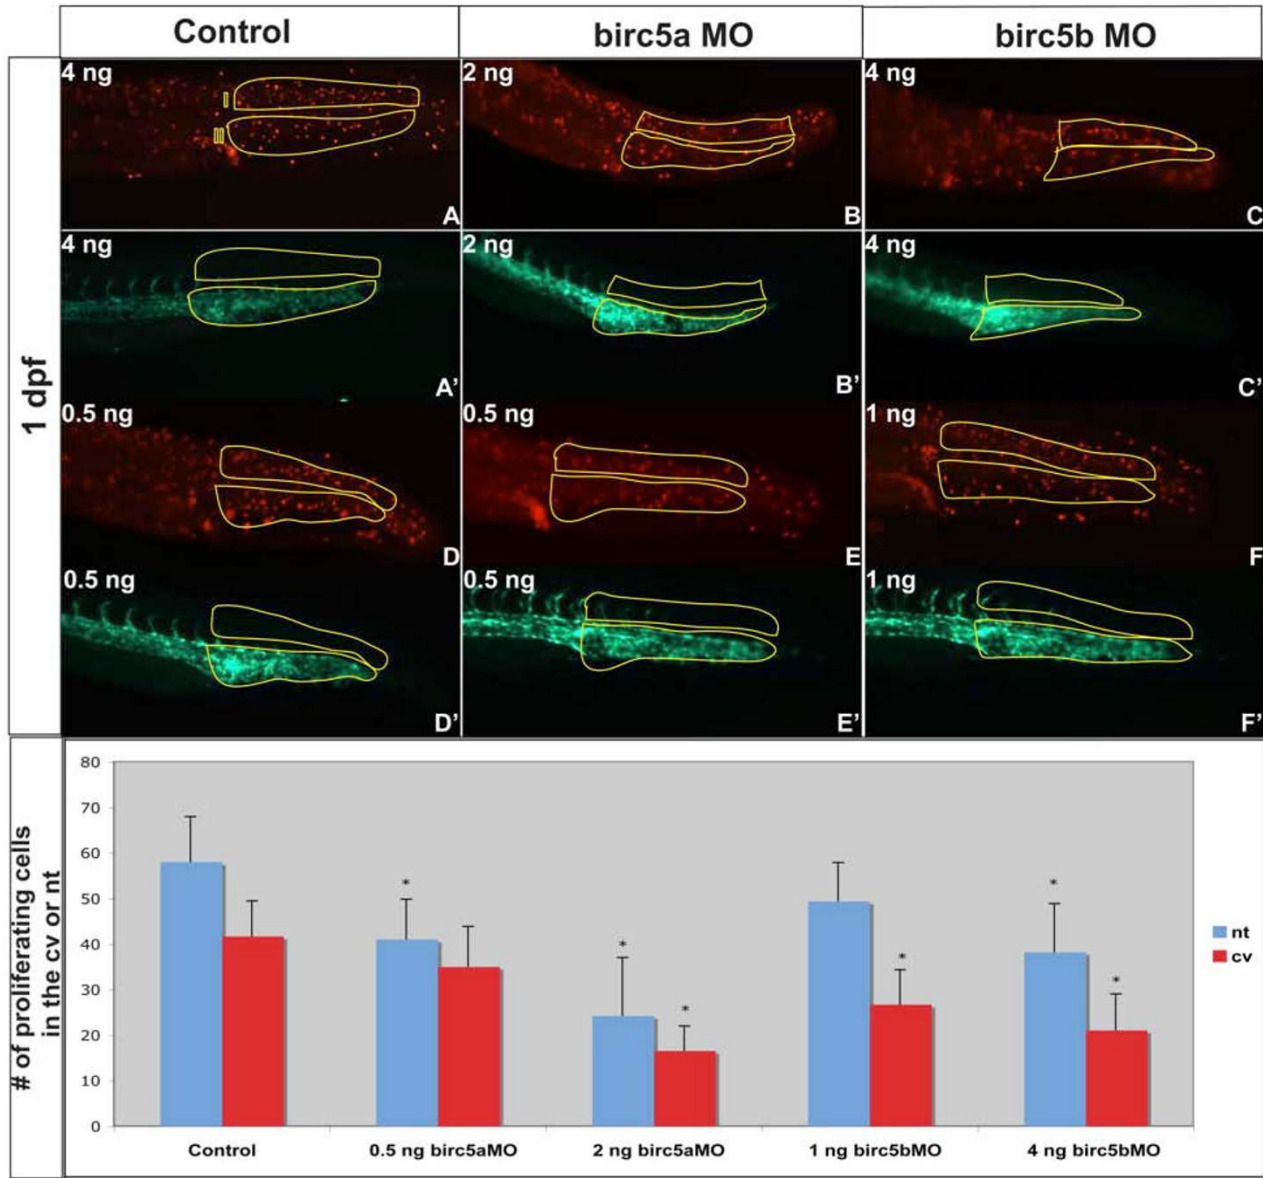 Control birc5a MO birc5b MO
1 dpf
4 ng 2 ng 4 ng
A B C
4 ng 2 ng 4 ng
A’ B’ C’
0.5 ng 0.5 ng 1 ng
D E F
0.5 ng 0.5 ng 1 ng
D’ E’ F’
# of proliferating cells
in the cv or nt
80
70
60
50
40
30
20
10
0
* * * * * *
nt
cv
Control 0.5 ng birc5aMO 2 ng birc5aMO 1 ng birc5bMO 4 ng birc5bMO